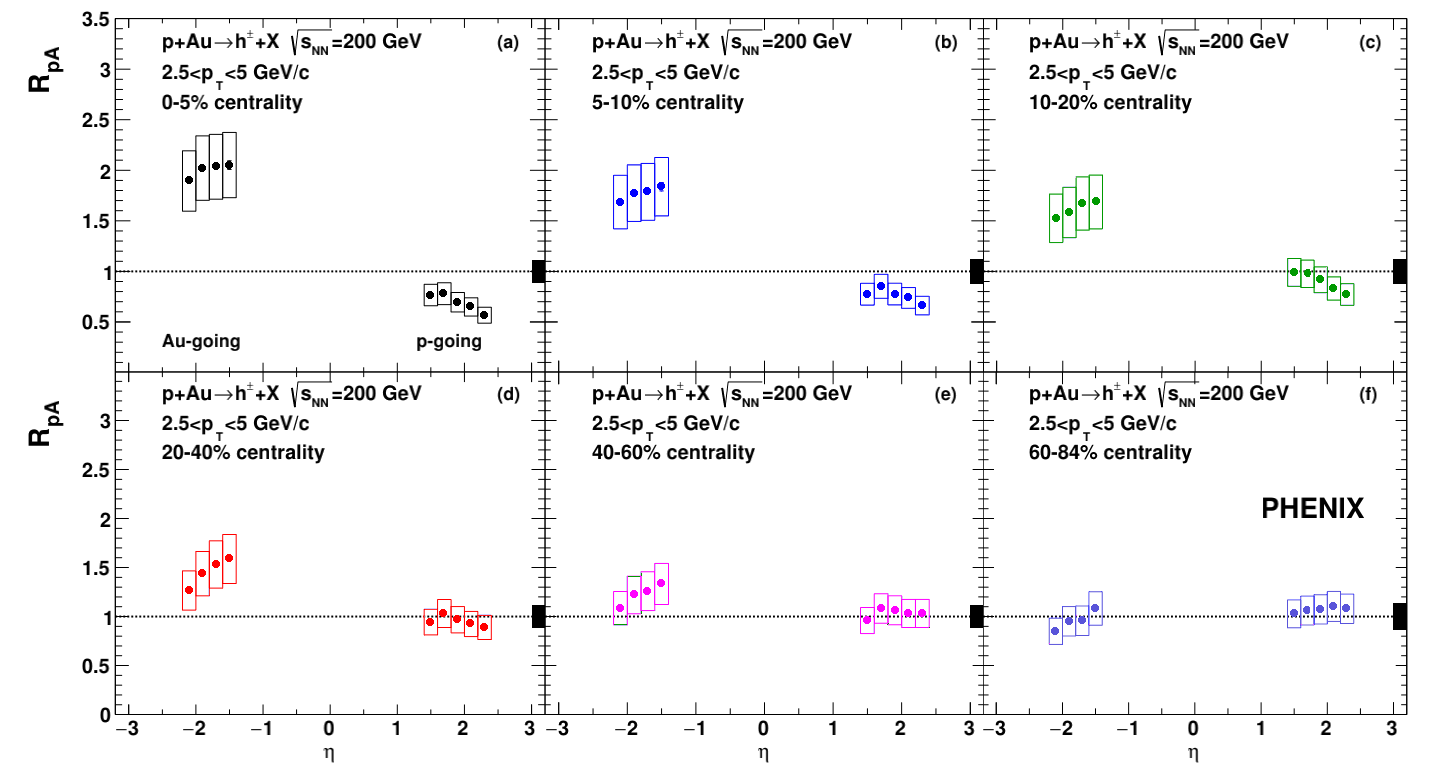 R_pA
p+Au→h±+X √s_NN=200 GeV (a)
2.5<p_T<5 GeV/c
0-5% centrality
Au-going
p-going
3.5
3
2.5
2
1.5
1
0.5
p+Au→h±+X √s_NN=200 GeV (b)
2.5<p_T<5 GeV/c
5-10% centrality
p+Au→h±+X √s_NN=200 GeV (c)
2.5<p_T<5 GeV/c
10-20% centrality
R_pA
p+Au→h±+X √s_NN=200 GeV (d)
2.5<p_T<5 GeV/c
20-40% centrality
3
2.5
2
1.5
1
0.5
0
−3 −2 −1 0 1 2 3
η
p+Au→h±+X √s_NN=200 GeV (e)
2.5<p_T<5 GeV/c
40-60% centrality
−3 −2 −1 0 1 2 3
η
p+Au→h±+X √s_NN=200 GeV (f)
2.5<p_T<5 GeV/c
60-84% centrality
PHENIX
−3 −2 −1 0 1 2 3
η